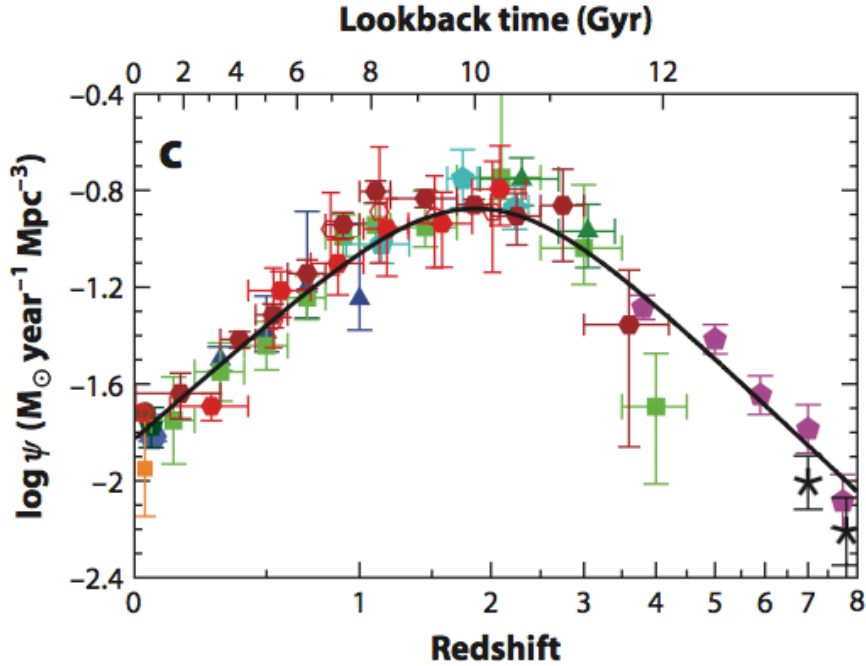 Lookback time (Gyr)
0 2 4 6 8 10 12
C
log ψ (M⊙ year⁻¹ Mpc⁻³)
−0.4
−0.8
−1.2
−1.6
−2
−2.4
0 1 2 3 4 5 6 7 8
Redshift